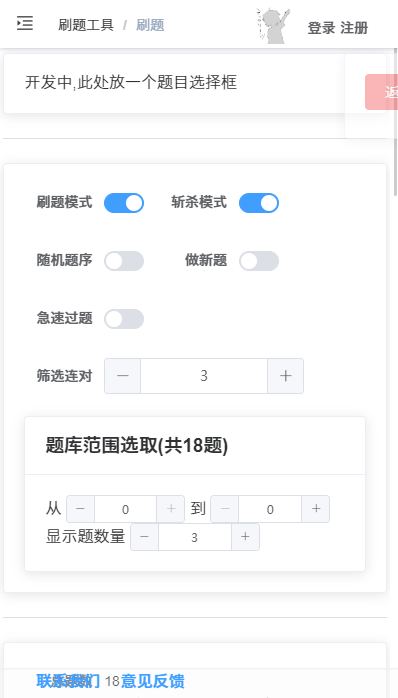 刷题工具 / 刷题
登录 注册
开发中,此处放一个题目选择框
刷题模式 斩杀模式
随机题序 做新题
急速过题
筛选连对 3
题库范围选取(共18题)
从 0 到 0
显示题数量 3
联系我们 18 意见反馈